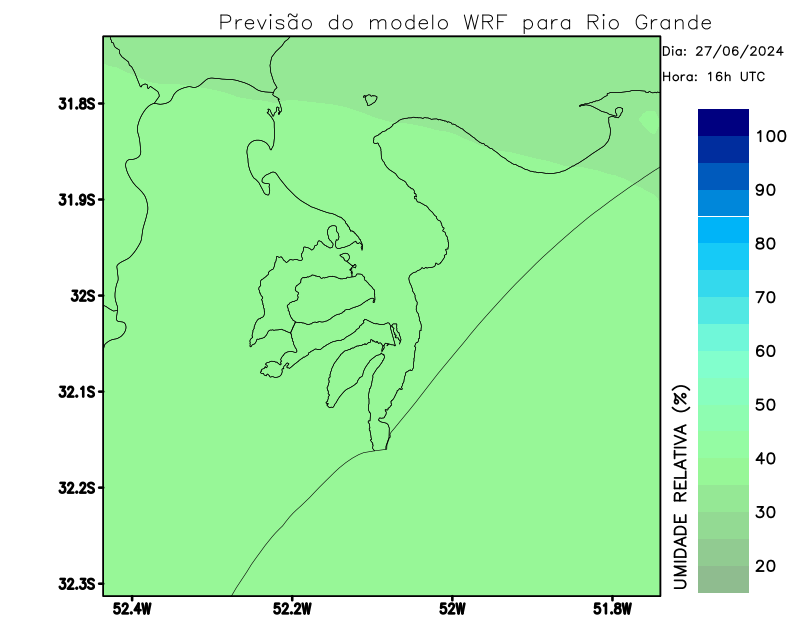 Previsão do modelo WRF para Rio Grande
Dia: 27/06/2024
Hora: 16h UTC
31.8S
31.9S
32S
32.1S
32.2S
32.3S
52.4W
52.2W
52W
51.8W
UMIDADE RELATIVA (%)
100
90
80
70
60
50
40
30
20